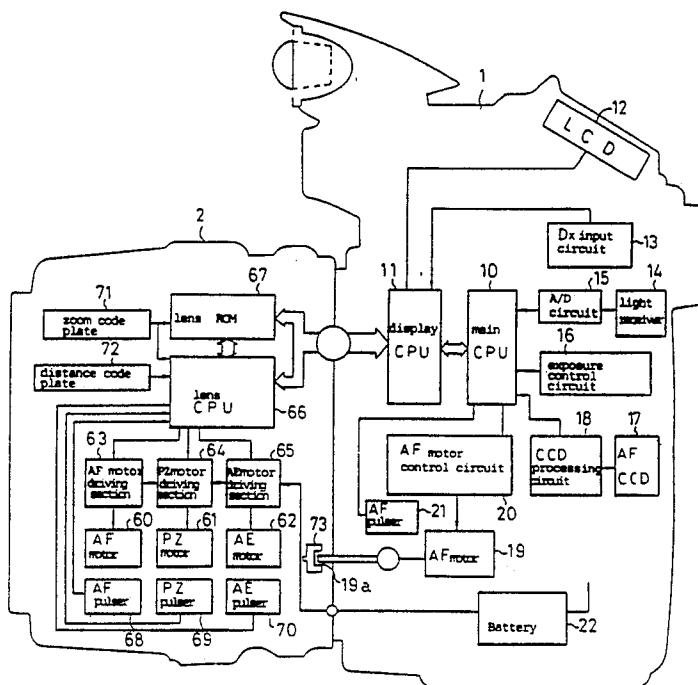 1
12
LCD
2
Dx input
circuit
13
67
11
10
15
14
71
zoom code
plate
lens ROM
display
CPU
main
CPU
A/D
circuit
light
receiver
72
16
distance code
plate
lens
CPU
66
exposure
control
circuit
63
64
65
18
17
AF motor
driving
section
PZmotor
driving
section
AEmotor
driving
section
AF motor
control circuit
CCD
processing
circuit
AF
CCD
60
61
62
21
20
AF
pulser
AF
motor
PZ
motor
AE
motor
73
AFmotor
19
19a
AF
pulser
PZ
pulser
AE
pulser
68
69
70
Battery
22